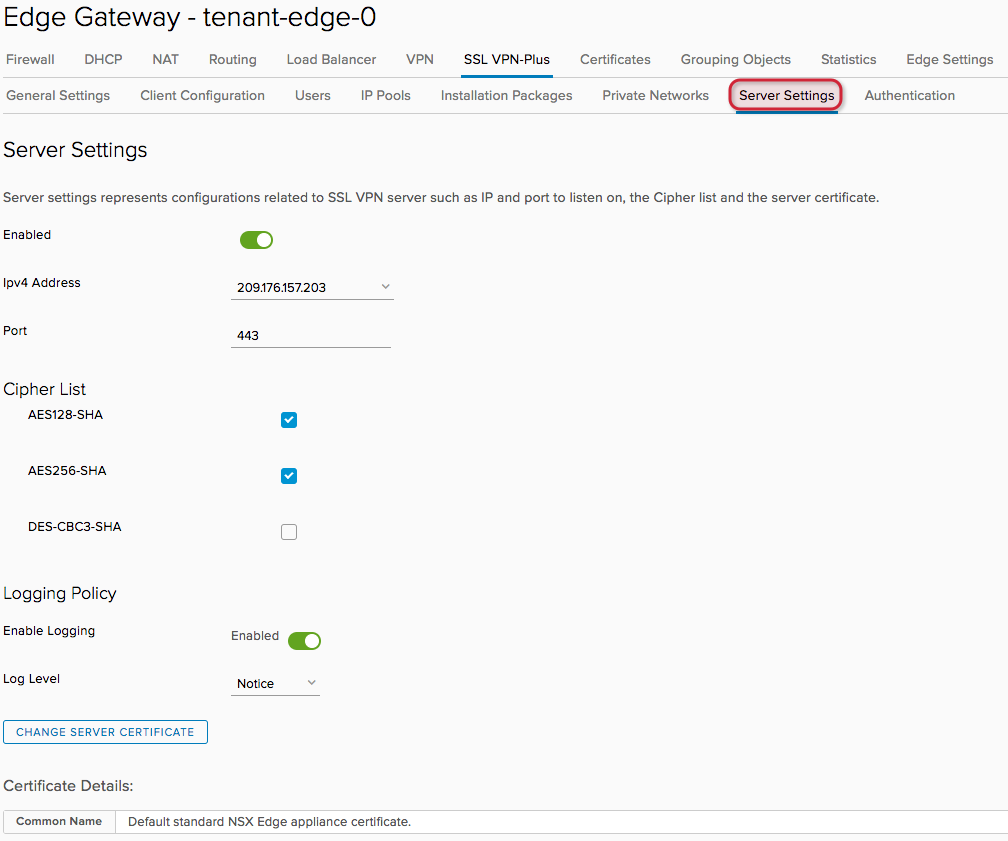 Edge Gateway - tenant-edge-0
Firewall DHCP NAT Routing Load Balancer VPN SSL VPN-Plus Certificates Grouping Objects Statistics Edge Settings
General Settings Client Configuration Users IP Pools Installation Packages Private Networks Server Settings Authentication
Server Settings
Server settings represents configurations related to SSL VPN server such as IP and port to listen on, the Cipher list and the server certificate.
Enabled
Ipv4 Address 209.176.157.203
Port 443
Cipher List
AES128-SHA
AES256-SHA
DES-CBC3-SHA
Logging Policy
Enable Logging Enabled
Log Level Notice
CHANGE SERVER CERTIFICATE
Certificate Details:
Common Name Default standard NSX Edge appliance certificate.